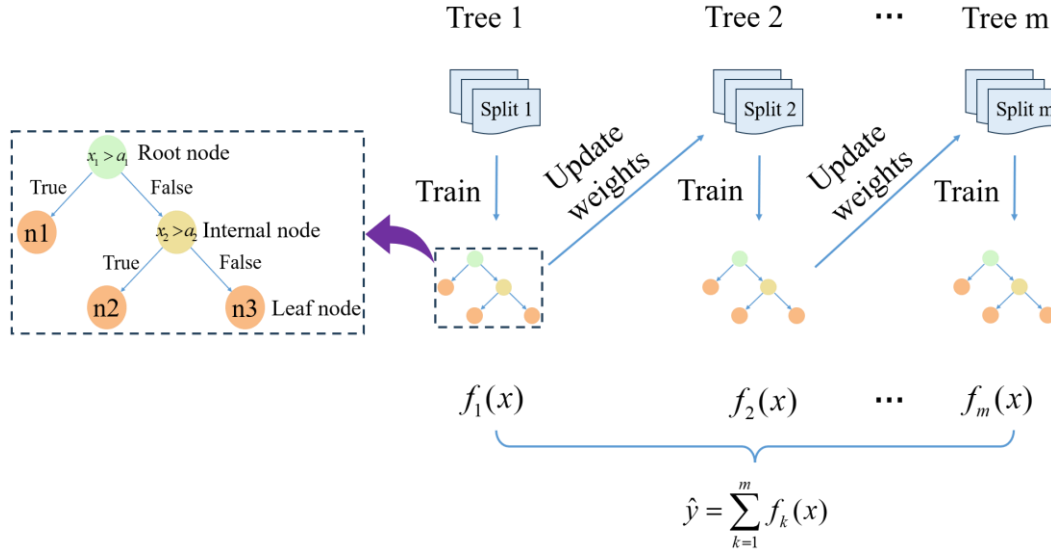 Tree 1
Tree 2
...
Tree m
Split 1
Split 2
Split m
Train
Update weights
Train
Update weights
Train
x₁ > a₁
Root node
True
False
n1
x₂ > a₂
Internal node
True
False
n2
n3
Leaf node
f₁(x)
f₂(x)
...
fₘ(x)
ŷ = ∑ₖ₌₁ᵐ fₖ(x)